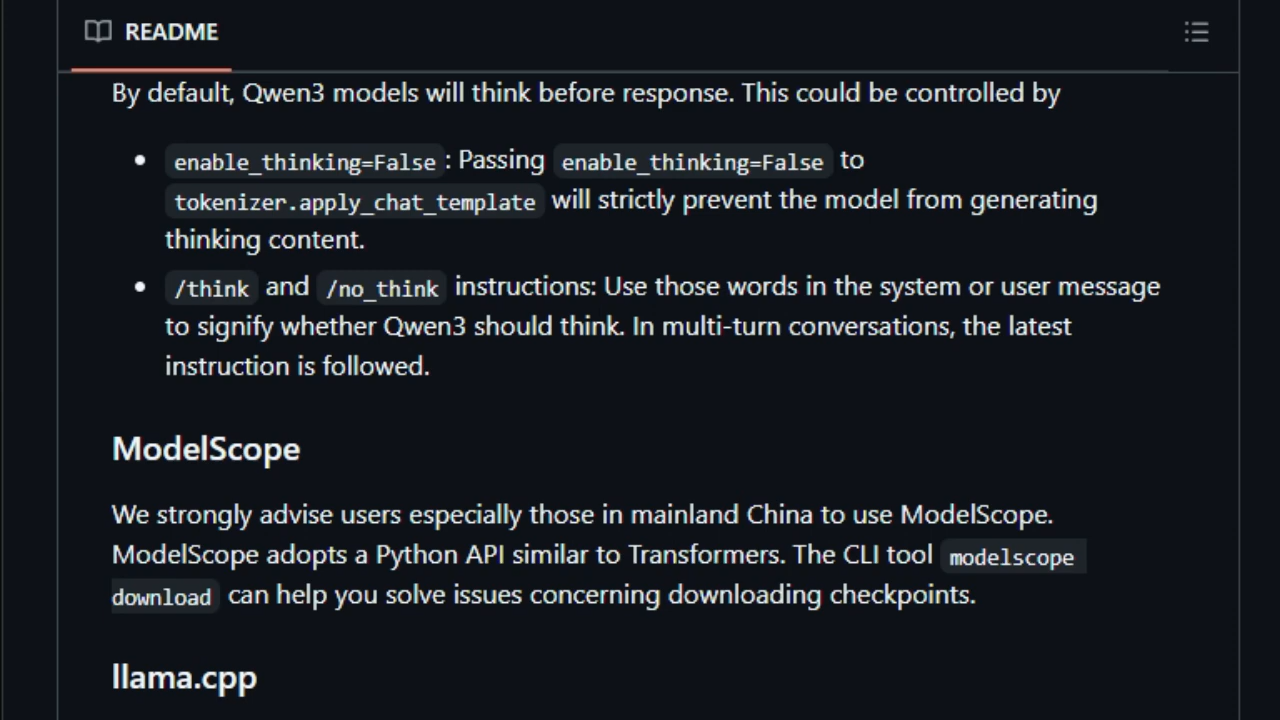 README
By default, Qwen3 models will think before response. This could be controlled by
enable_thinking=False: Passing enable_thinking=False to
tokenizer.apply_chat_template will strictly prevent the model from generating
thinking content.
/think and /no_think instructions: Use those words in the system or user message
to signify whether Qwen3 should think. In multi-turn conversations, the latest
instruction is followed.
ModelScope
We strongly advise users especially those in mainland China to use ModelScope.
ModelScope adopts a Python API similar to Transformers. The CLI tool modelscope
download can help you solve issues concerning downloading checkpoints.
llama.cpp